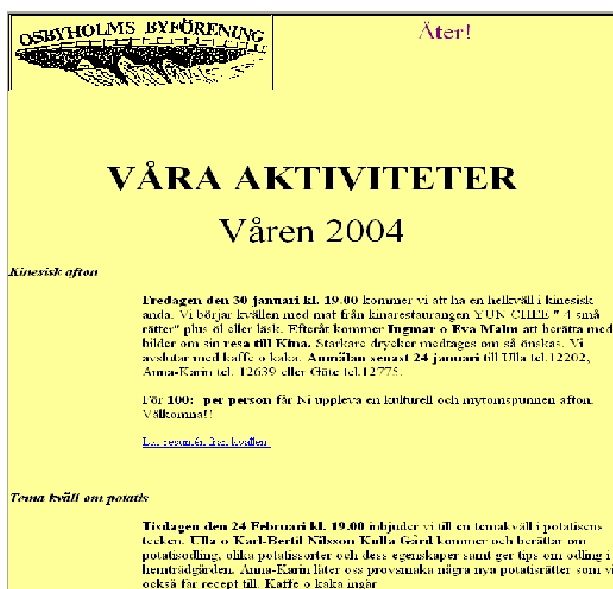 OSBYHOLMS BYFÖRENING
Åter!
VÅRA AKTIVITETER
Våren 2004
Kinesisk afton
Fredagen den 30 januari kl. 19.00 kommer vi att ha en helkväll i kinesisk
anda. Vi börjar kvällen med mat från kinarestaurangen YUN CHEE " 4 små
rätter" plus öl eller läsk. Efteråt kommer Ingmar o Eva Malm att berätta med
bilder om sin resa till Kina. Starkare drycker medtages om så önskas. Vi
avslutar med kaffe o kaka. Anmälan senast 24 januari till Ulla tel.12202,
Anna-Karin tel. 12639 eller Göte tel.12775.
För 100:- per person får Ni uppleva en kulturell och mytomspunnen afton.
Välkomna!!
från kvällen
Tema kväll om potatis
Tisdagen den 24 Februari kl. 19.00 inbjuder vi till en temakväll i potatisens
tecken. Ulla o Karl-Bertil Nilsson Kulla Gård kommer och berättar om
potatisodling, olika potatissorter och dess egenskaper samt ger tips om odling i
hemträdgården. Anna-Karin låter oss provsmaka några nya potatisrätter som vi
också får recept till. Kaffe o kaka ingår